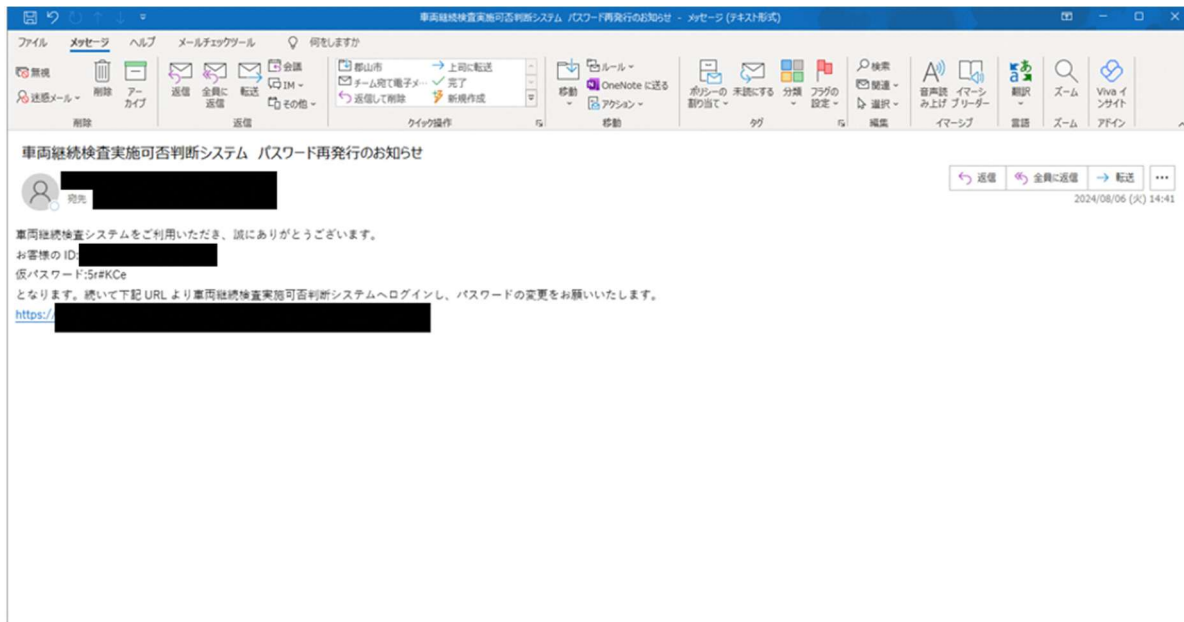 車両継続検査実施可否判断システム パスワード再発行のお知らせ - メッセージ (テキスト形式)
ファイル メッセージ ヘルプ メールチェックツール 何をしますか
無視
迷惑メール
削除
アーカイブ
削除
返信
全員に返信
転送
会議
IM
その他
返信
郡山市
チーム宛て電子メ...
返信して削除
上司に転送
完了
新規作成
クイック操作
移動
ルール
OneNote に送る
アクション
移動
ポリシーの割り当て
未読にする
分類
フラグの設定
タグ
検索
関連
選択
編集
音声読み上げ
イマーシブ リーダー
イマーシブ
翻訳
言語
ズーム
ズーム
Viva インサイト
アドイン
車両継続検査実施可否判断システム パスワード再発行のお知らせ
宛先
返信 全員に返信 転送
2024/08/06 (火) 14:41
車両継続検査システムをご利用いただき、誠にありがとうございます。
お客様の ID:
仮パスワード:5r#KCe
となります。続いて下記 URL より車両継続検査実施可否判断システムへログインし、パスワードの変更をお願いいたします。
https:/